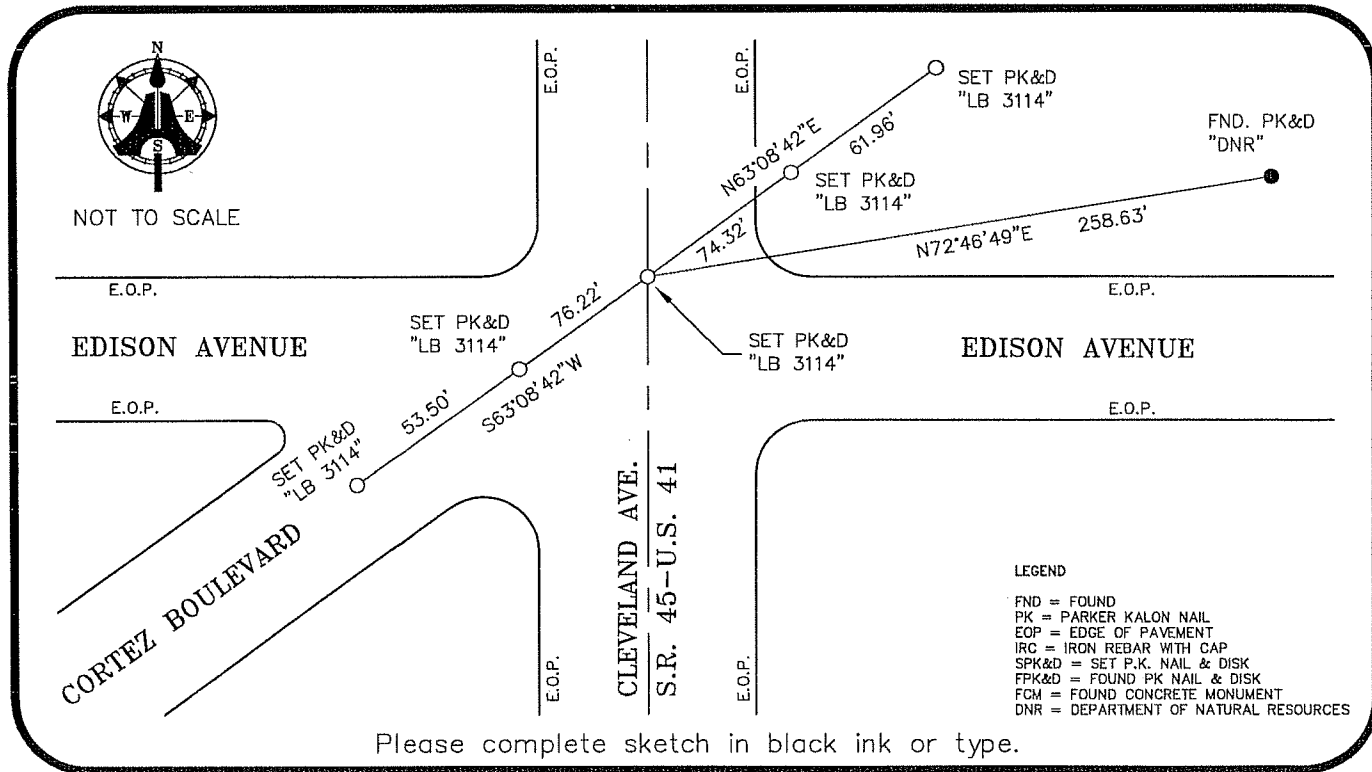 N
W
E
S
NOT TO SCALE
E.O.P.
E.O.P.
SET PK&D
"LB 3114"
FND. PK&D
"DNR"
N63°08'42"E
61.96'
SET PK&D
"LB 3114"
74.32'
N72°46'49"E
258.63'
E.O.P.
E.O.P.
76.22'
SET PK&D
"LB 3114"
SET PK&D
"LB 3114"
EDISON AVENUE
EDISON AVENUE
E.O.P.
E.O.P.
53.50'
S63°08'42"W
SET PK&D
"LB 3114"
CORTEZ BOULEVARD
CLEVELAND AVE.
S.R. 45-U.S. 41
E.O.P.
E.O.P.
LEGEND
FND = FOUND
PK = PARKER KALON NAIL
EOP = EDGE OF PAVEMENT
IRC = IRON REBAR WITH CAP
SPK&D = SET P.K. NAIL & DISK
FPK&D = FOUND PK NAIL & DISK
FCM = FOUND CONCRETE MONUMENT
DNR = DEPARTMENT OF NATURAL RESOURCES
Please complete sketch in black ink or type.